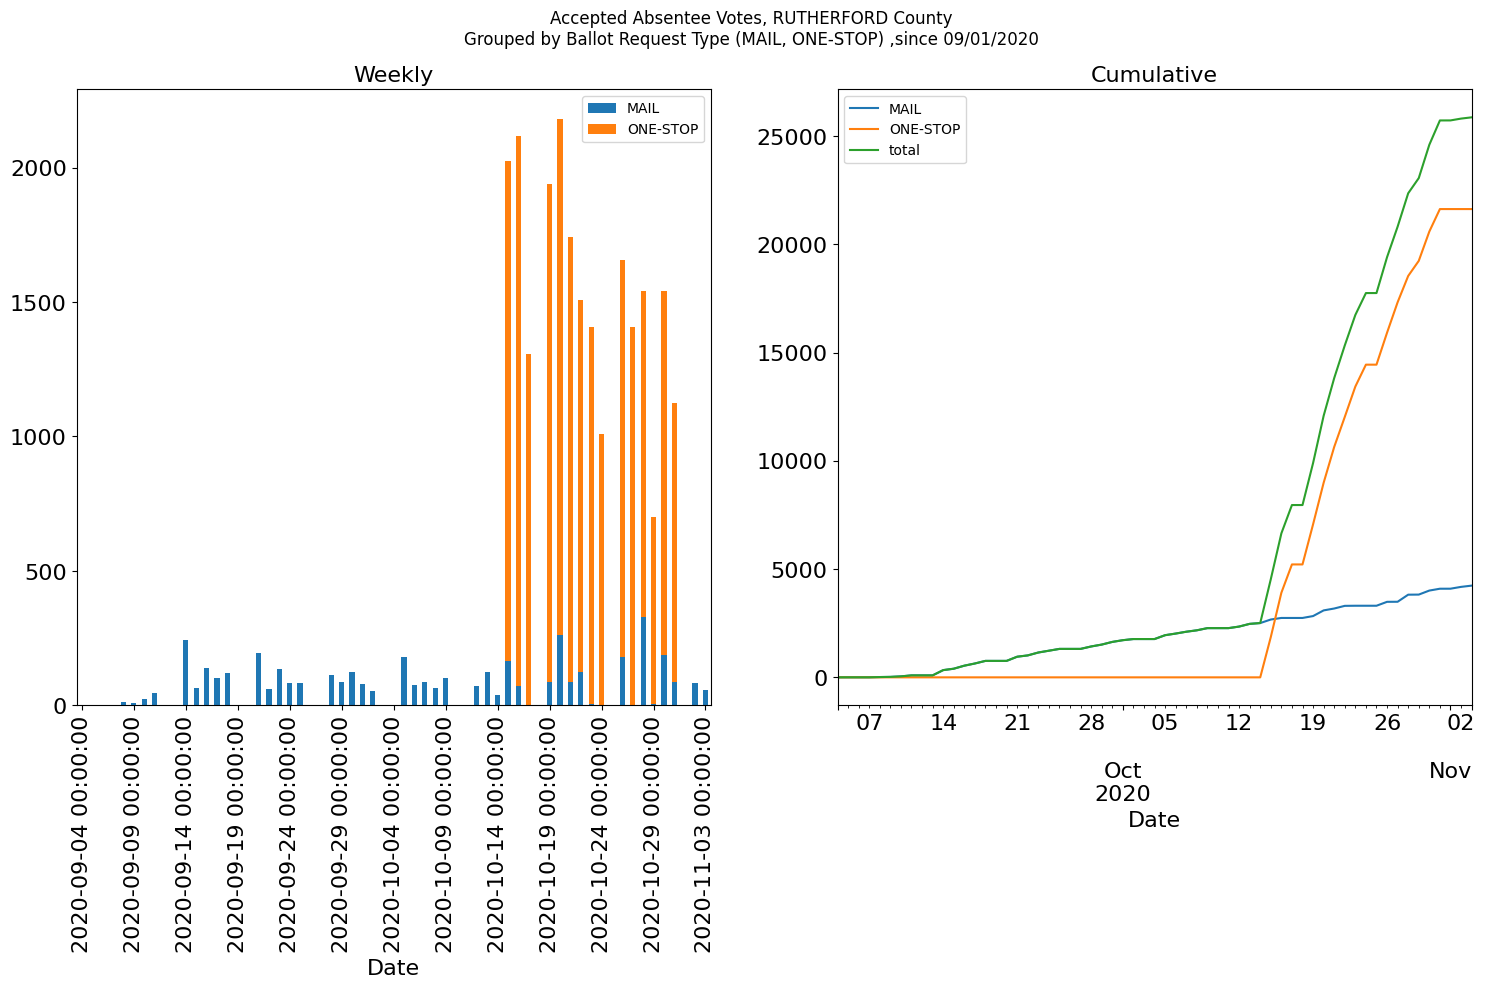 Accepted Absentee Votes, RUTHERFORD County
Grouped by Ballot Request Type (MAIL, ONE-STOP) ,since 09/01/2020
Weekly
MAIL
ONE-STOP
2000
1500
1000
500
0
2020-09-04 00:00:00
2020-09-09 00:00:00
2020-09-14 00:00:00
2020-09-19 00:00:00
2020-09-24 00:00:00
2020-09-29 00:00:00
2020-10-04 00:00:00
2020-10-09 00:00:00
2020-10-14 00:00:00
2020-10-19 00:00:00
2020-10-24 00:00:00
2020-10-29 00:00:00
2020-11-03 00:00:00
Date
Cumulative
MAIL
ONE-STOP
total
25000
20000
15000
10000
5000
0
07 14 21 28 05 12 19 26 02
Oct Nov
2020
Date